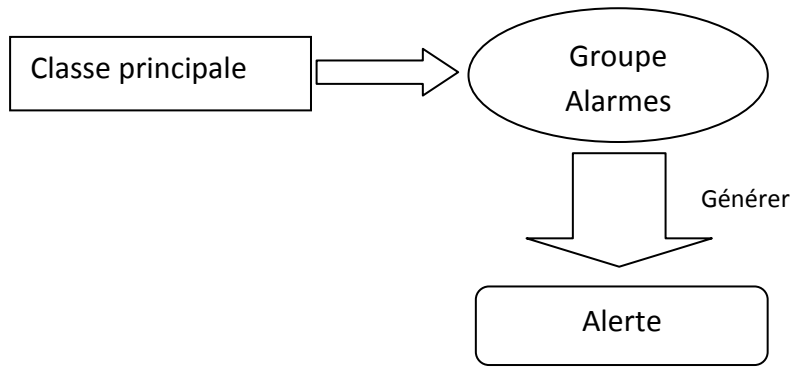 Classe principale
Groupe
Alarmes
Générer
Alerte